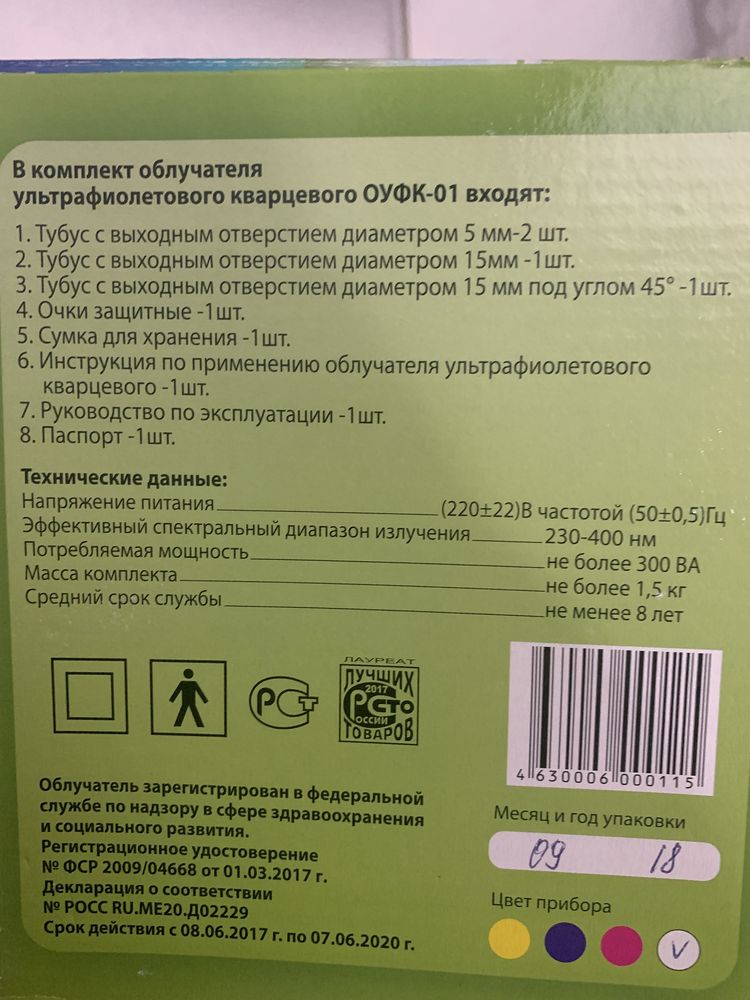 В комплект облучателя
ультрафиолетового кварцевого ОУФК-01 входят:
1. Тубус с выходным отверстием диаметром 5 мм-2 шт.
2. Тубус с выходным отверстием диаметром 15мм -1шт.
3. Тубус с выходным отверстием диаметром 15 мм под углом 45° -1шт.
4. Очки защитные -1шт.
5. Сумка для хранения -1шт.
6. Инструкция по применению облучателя ультрафиолетового
кварцевого -1шт.
7. Руководство по эксплуатации -1шт.
8. Паспорт -1шт.
Технические данные:
Напряжение питания (220±22)В частотой (50±0,5)Гц
Эффективный спектральный диапазон излучения 230-400 нм
Потребляемая мощность не более 300 ВА
Масса комплекта не более 1,5 кг
Средний срок службы не менее 8 лет
РСТ
ЛАУРЕАТ
ЛУЧШИХ
2017
СТО
РОССИИ
ТОВАРОВ
4 630006 000115
Облучатель зарегистрирован в федеральной
службе по надзору в сфере здравоохранения
и социального развития.
Регистрационное удостоверение
№ ФСР 2009/04668 от 01.03.2017 г.
Декларация о соответствии
№ РОСС RU.ME20.Д02229
Срок действия с 08.06.2017 г. по 07.06.2020 г.
Месяц и год упаковки
09 18
Цвет прибора
V